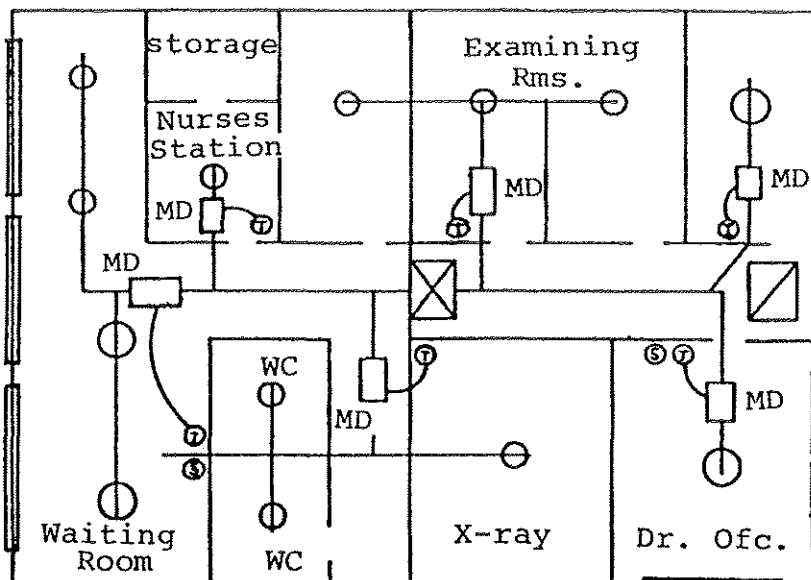 storage
Examining
Rms.
Nurses
Station
MD
T
MD
T
MD
T
MD
WC
T
MD
S
T
MD
T
S
X-ray
Dr. Ofc.
Waiting
Room
WC